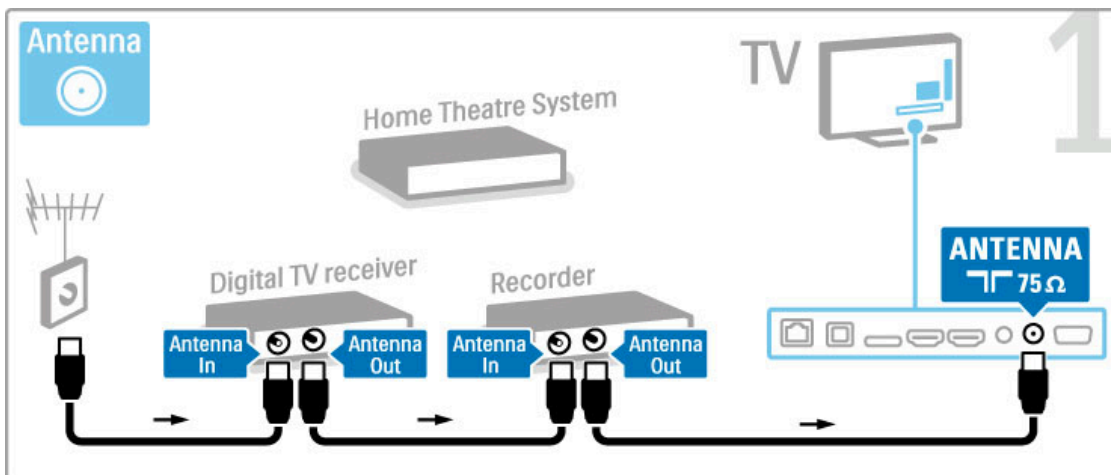 Antenna
TV
1
Home Theatre System
ANTENNA
75 Ω
Digital TV receiver
Recorder
Antenna
In
Antenna
Out
Antenna
In
Antenna
Out